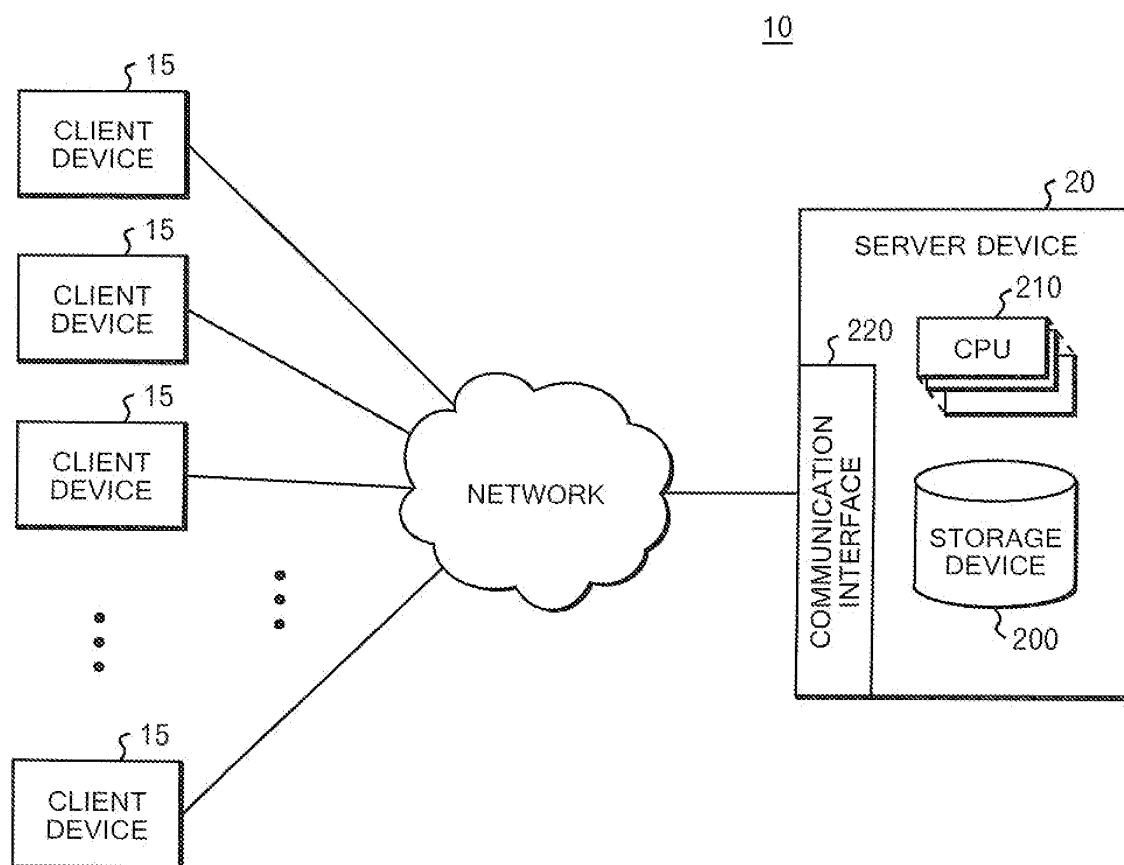 10
15
CLIENT
DEVICE
15
CLIENT
DEVICE
15
CLIENT
DEVICE
15
CLIENT
DEVICE
NETWORK
20
SERVER DEVICE
210
CPU
220
COMMUNICATION
INTERFACE
STORAGE
DEVICE
200